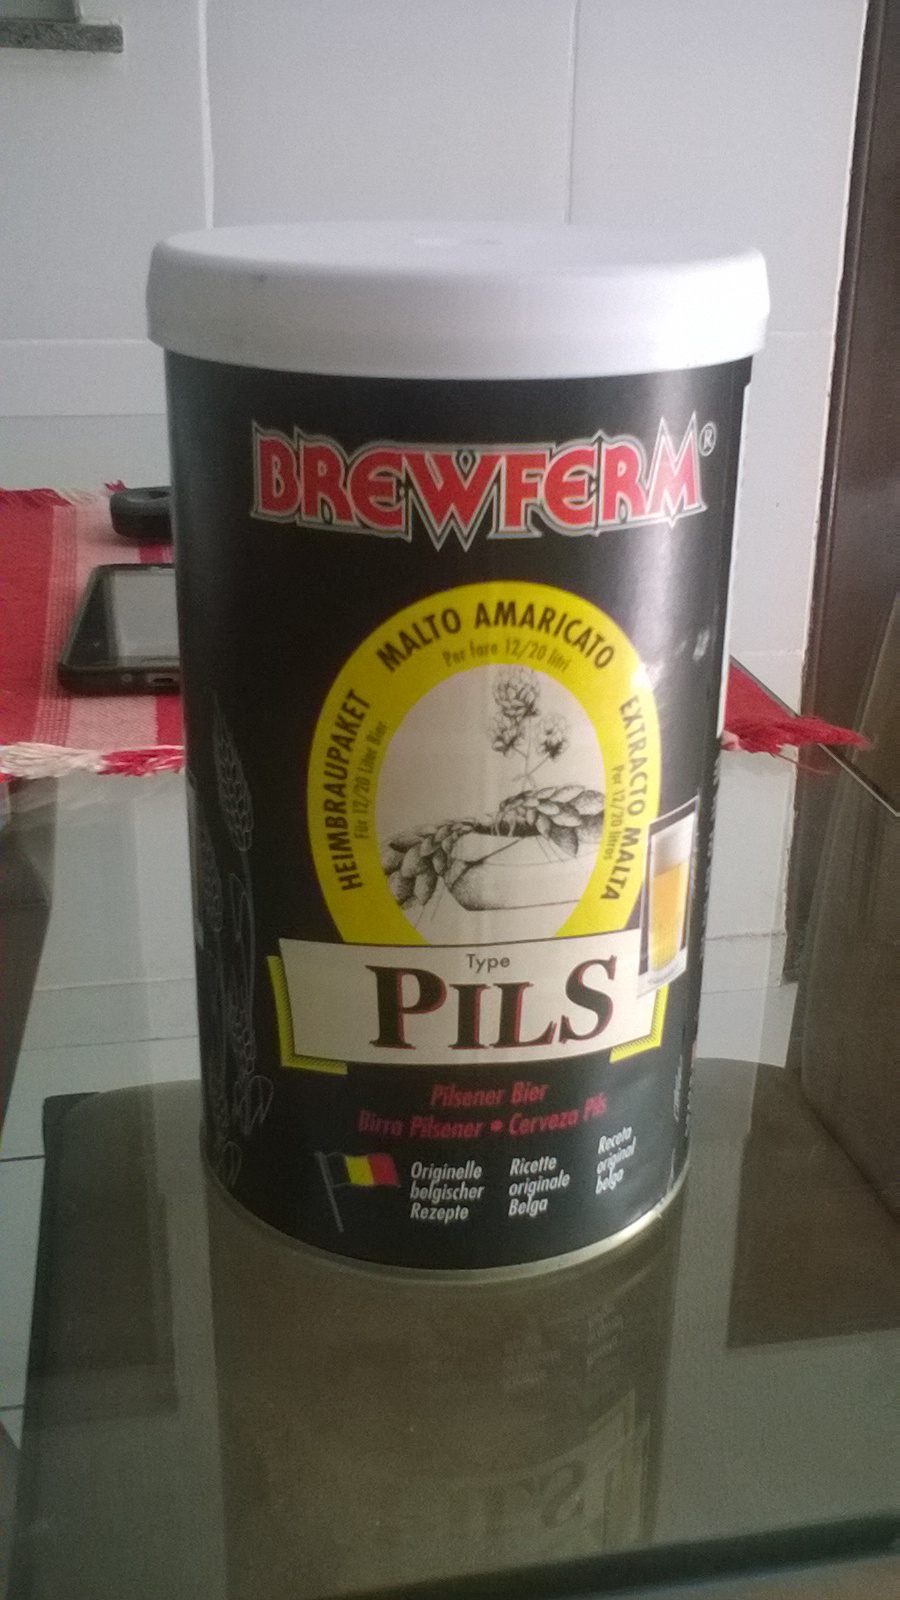 BREWFERM®
MALTO AMARICATO
Per fare 12/20 litri
HEIMBRAUPAKET
Für 12/20 Liter Bier
EXTRACTO MALTA
Por 12/20 litros
Type
PILS
Pilsener Bier
Birra Pilsener • Cerveza Pils
Originelle
belgischer
Rezepte
Ricette
originale
Belga
Receta
original
belga